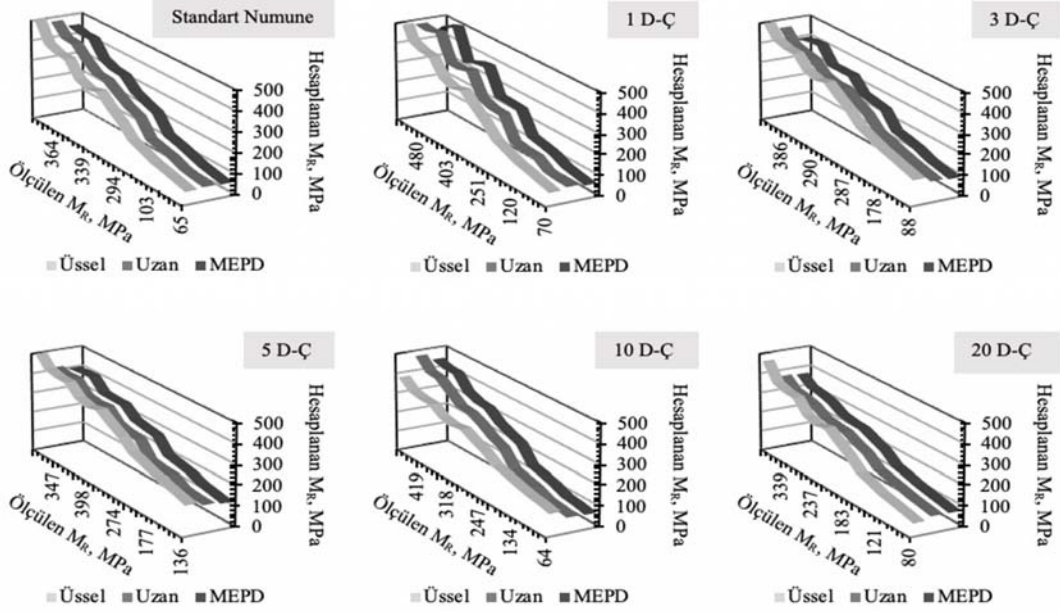 Standart Numune
Hesaplanan MR, MPa
500
400
300
200
100
0
364
339
294
103
65
Ölçülen MR, MPa
Üssel Uzan MEPD
1 D-Ç
Hesaplanan MR, MPa
500
400
300
200
100
0
480
403
251
120
70
Ölçülen MR, MPa
Üssel Uzan MEPD
3 D-Ç
Hesaplanan MR, MPa
500
400
300
200
100
0
386
290
287
178
88
Ölçülen MR, MPa
Üssel Uzan MEPD
5 D-Ç
Hesaplanan MR, MPa
500
400
300
200
100
0
347
398
274
177
136
Ölçülen MR, MPa
Üssel Uzan MEPD
10 D-Ç
Hesaplanan MR, MPa
500
400
300
200
100
0
419
318
247
134
64
Ölçülen MR, MPa
Üssel Uzan MEPD
20 D-Ç
Hesaplanan MR, MPa
500
400
300
200
100
0
339
237
183
121
80
Ölçülen MR, MPa
Üssel Uzan MEPD